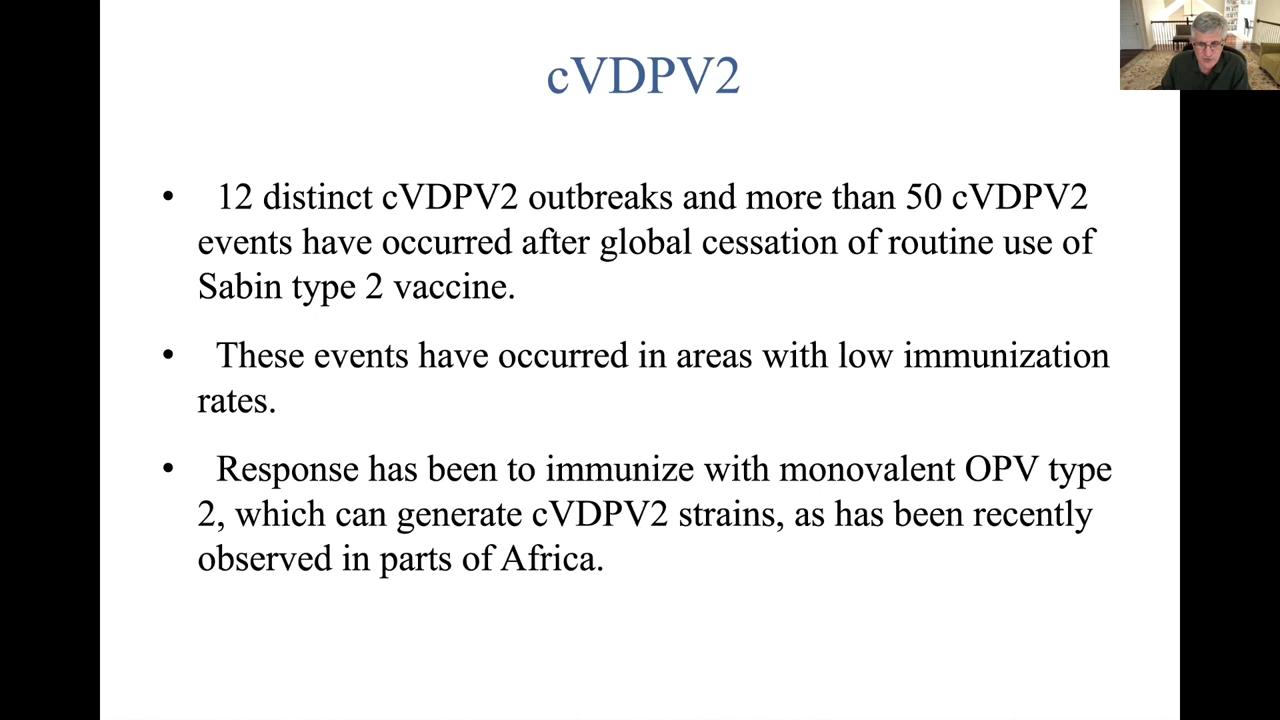 cVDPV2
• 12 distinct cVDPV2 outbreaks and more than 50 cVDPV2
events have occurred after global cessation of routine use of
Sabin type 2 vaccine.
• These events have occurred in areas with low immunization
rates.
• Response has been to immunize with monovalent OPV type
2, which can generate cVDPV2 strains, as has been recently
observed in parts of Africa.